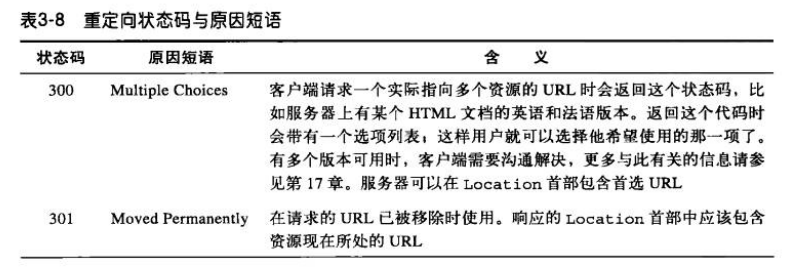 表3-8 重定向状态码与原因短语
状态码 原因短语 含 义
300 Multiple Choices 客户端请求一个实际指向多个资源的 URL 时会返回这个状态码，比
如服务器上有某个 HTML 文档的英语和法语版本。返回这个代码时
会带有一个选项列表；这样用户就可以选择他希望使用的那一项了。
有多个版本可用时，客户端需要沟通解决，更多与此有关的信息请参
见第 17 章。服务器可以在 Location 首部包含首选 URL
301 Moved Permanently 在请求的 URL 已被移除时使用。响应的 Location 首部中应该包含
资源现在所处的 URL